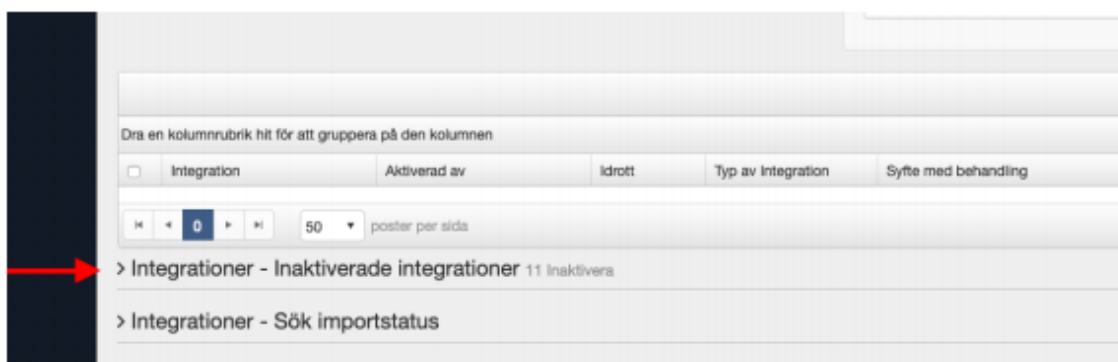 Dra en kolumnrubrik hit för att gruppera på den kolumnen
Integration Aktiverad av Idrott Typ av Integration Syfte med behandling
0 50 poster per sida
Integrationer - Inaktiverade integrationer 11 Inaktivera
Integrationer - Sök importstatus